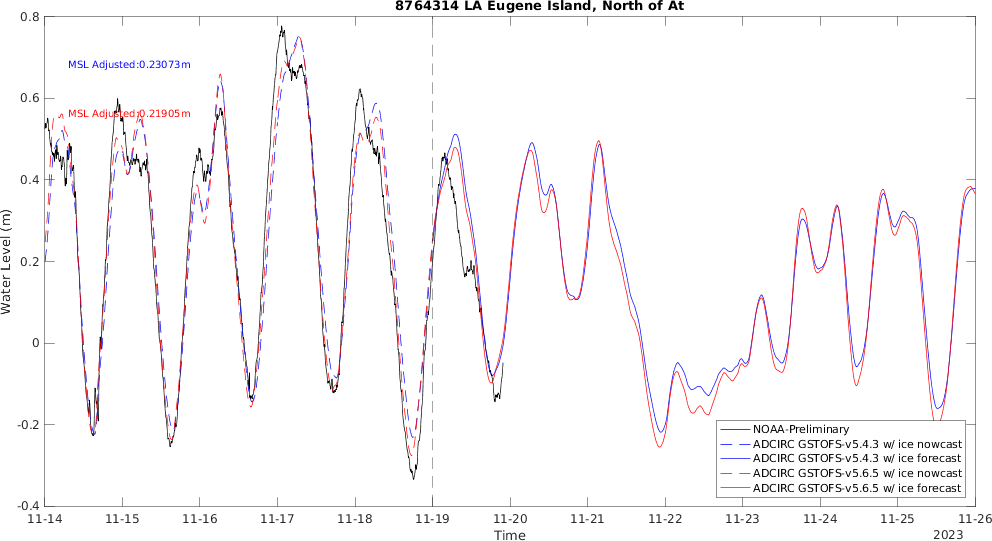 8764314 LA Eugene Island, North of At
0.8
0.6
0.4
0.2
0
-0.2
-0.4
Water Level (m)
MSL Adjusted:0.23073m
MSL Adjusted:0.21905m
NOAA-Preliminary
ADCIRC GSTOFS-v5.4.3 w/ ice nowcast
ADCIRC GSTOFS-v5.4.3 w/ ice forecast
ADCIRC GSTOFS-v5.6.5 w/ ice nowcast
ADCIRC GSTOFS-v5.6.5 w/ ice forecast
11-14 11-15 11-16 11-17 11-18 11-19 11-20 11-21 11-22 11-23 11-24 11-25 11-26
Time
2023